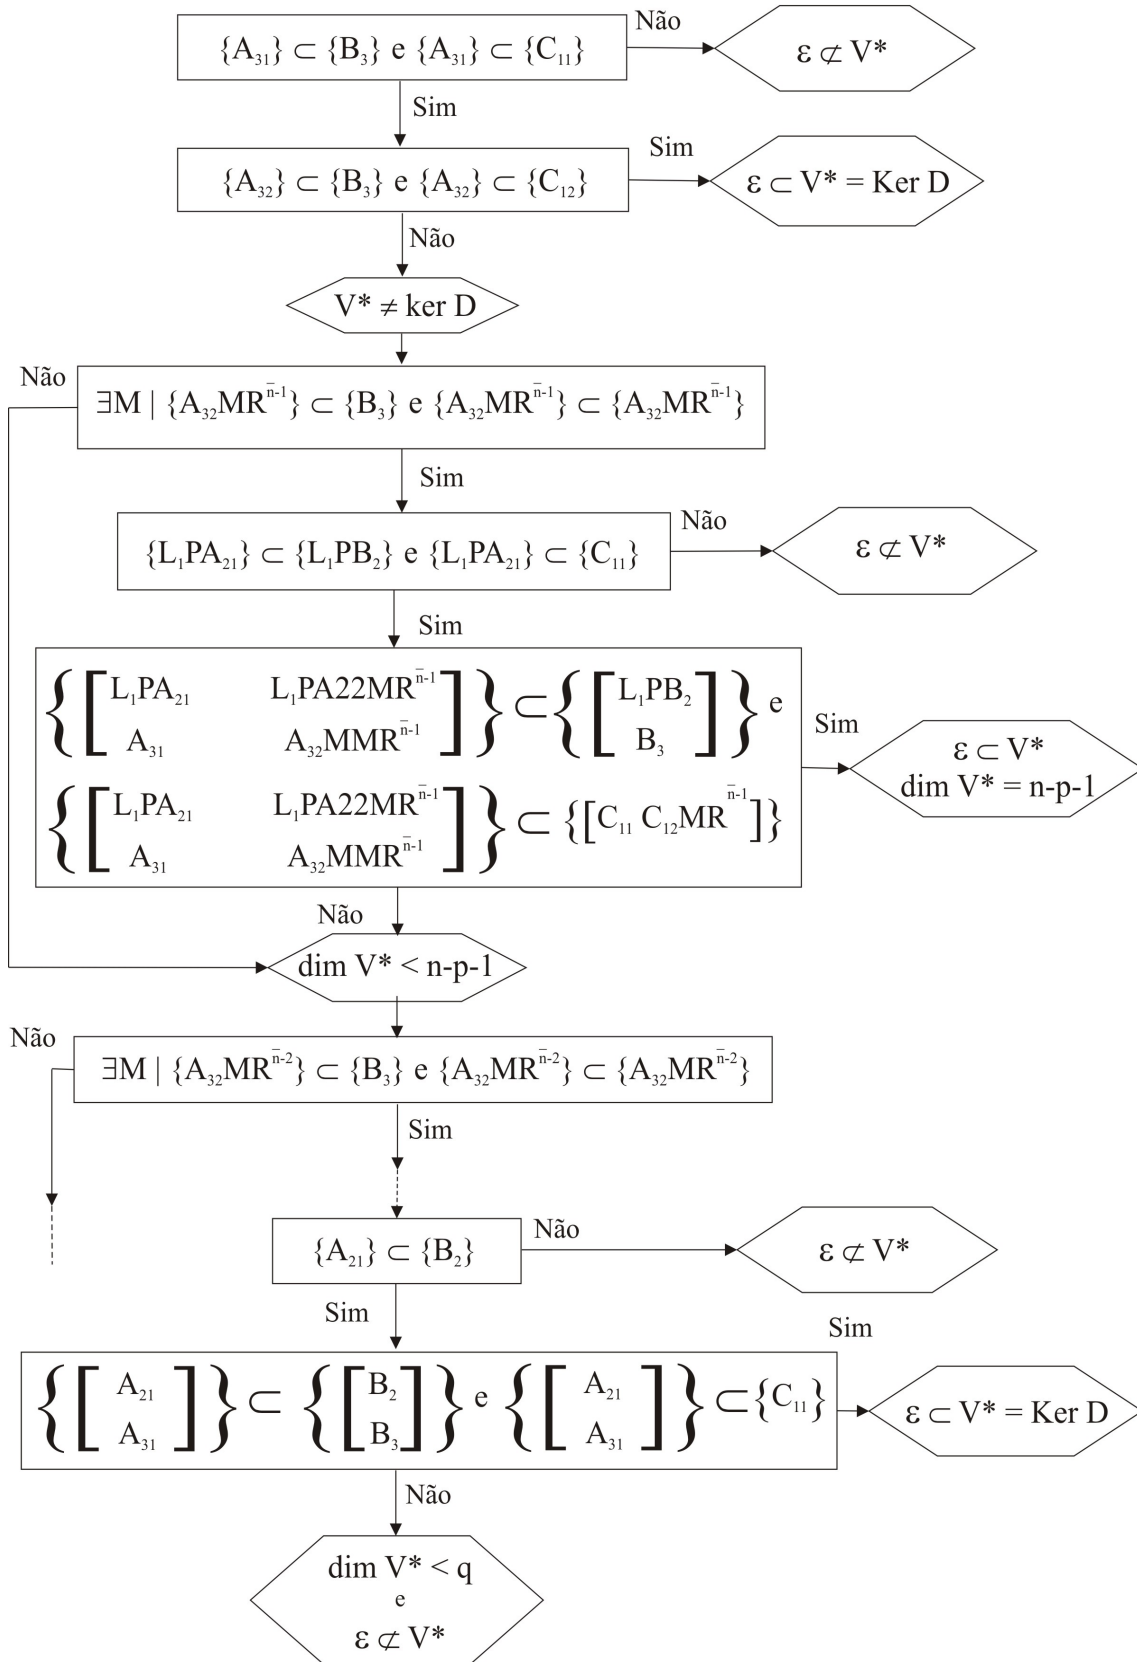 {A₃₁} ⊂ {B₃} e {A₃₁} ⊂ {C₁₁}
Não
ε ⊄ V*
Sim
{A₃₂} ⊂ {B₃} e {A₃₂} ⊂ {C₁₂}
Sim
ε ⊂ V* = Ker D
Não
V* ≠ ker D
Não
∃M | {A₃₂MR^n̄-1} ⊂ {B₃} e {A₃₂MR^n̄-1} ⊂ {A₃₂MR^n̄-1}
Sim
{L₁PA₂₁} ⊂ {L₁PB₂} e {L₁PA₂₁} ⊂ {C₁₁}
Não
ε ⊄ V*
Sim
{[L₁PA₂₁ L₁PA22MR^n̄-1]} ⊂ {[L₁PB₂]} e
A₃₁ A₃₂MMR^n̄-1 B₃
{[L₁PA₂₁ L₁PA22MR^n̄-1]} ⊂ {[C₁₁ C₁₂MR^n̄-1]}
A₃₁ A₃₂MMR^n̄-1
Sim
ε ⊂ V*
dim V* = n-p-1
Não
dim V* < n-p-1
Não
∃M | {A₃₂MR^n̄-2} ⊂ {B₃} e {A₃₂MR^n̄-2} ⊂ {A₃₂MR^n̄-2}
Sim
{A₂₁} ⊂ {B₂}
Não
ε ⊄ V*
Sim
{[A₂₁]} ⊂ {[B₂]} e {[A₂₁]} ⊂ {C₁₁}
A₃₁ B₃ A₃₁
Sim
ε ⊂ V* = Ker D
Não
dim V* < q
e
ε ⊄ V*